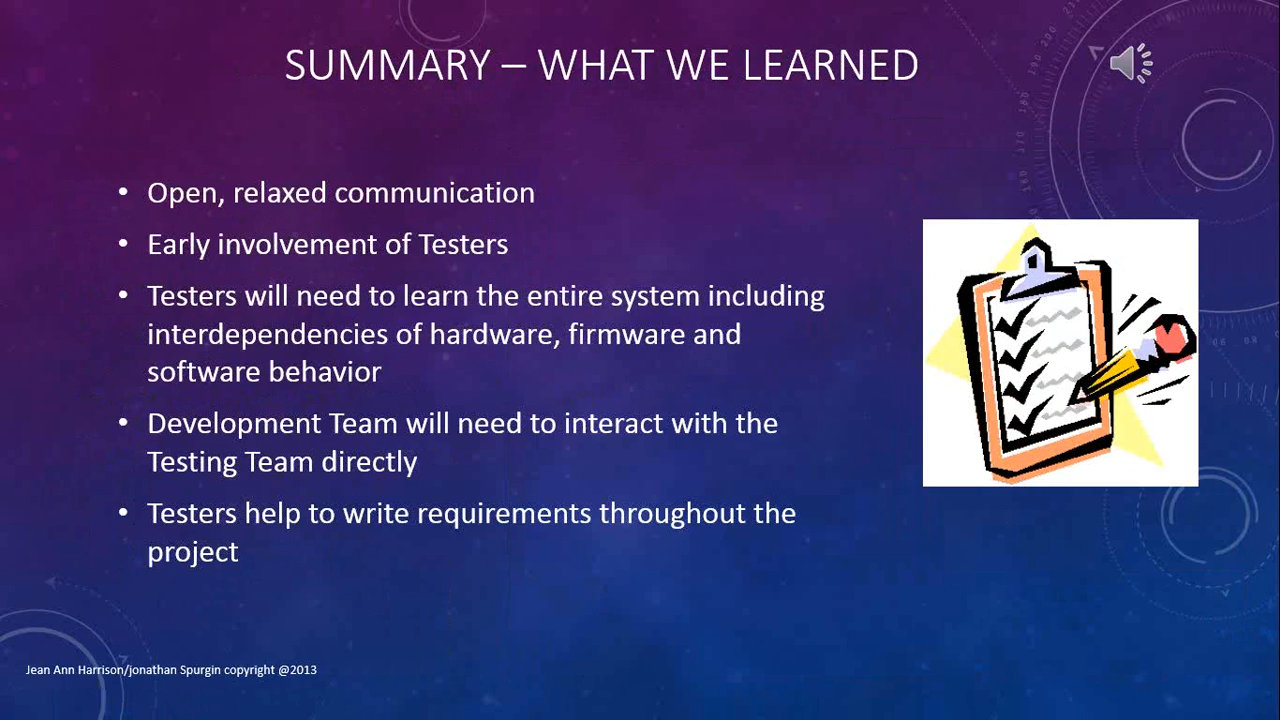 SUMMARY – WHAT WE LEARNED
• Open, relaxed communication
• Early involvement of Testers
• Testers will need to learn the entire system including
interdependencies of hardware, firmware and
software behavior
• Development Team will need to interact with the
Testing Team directly
• Testers help to write requirements throughout the
project
Jean Ann Harrison/jonathan Spurgin copyright @2013